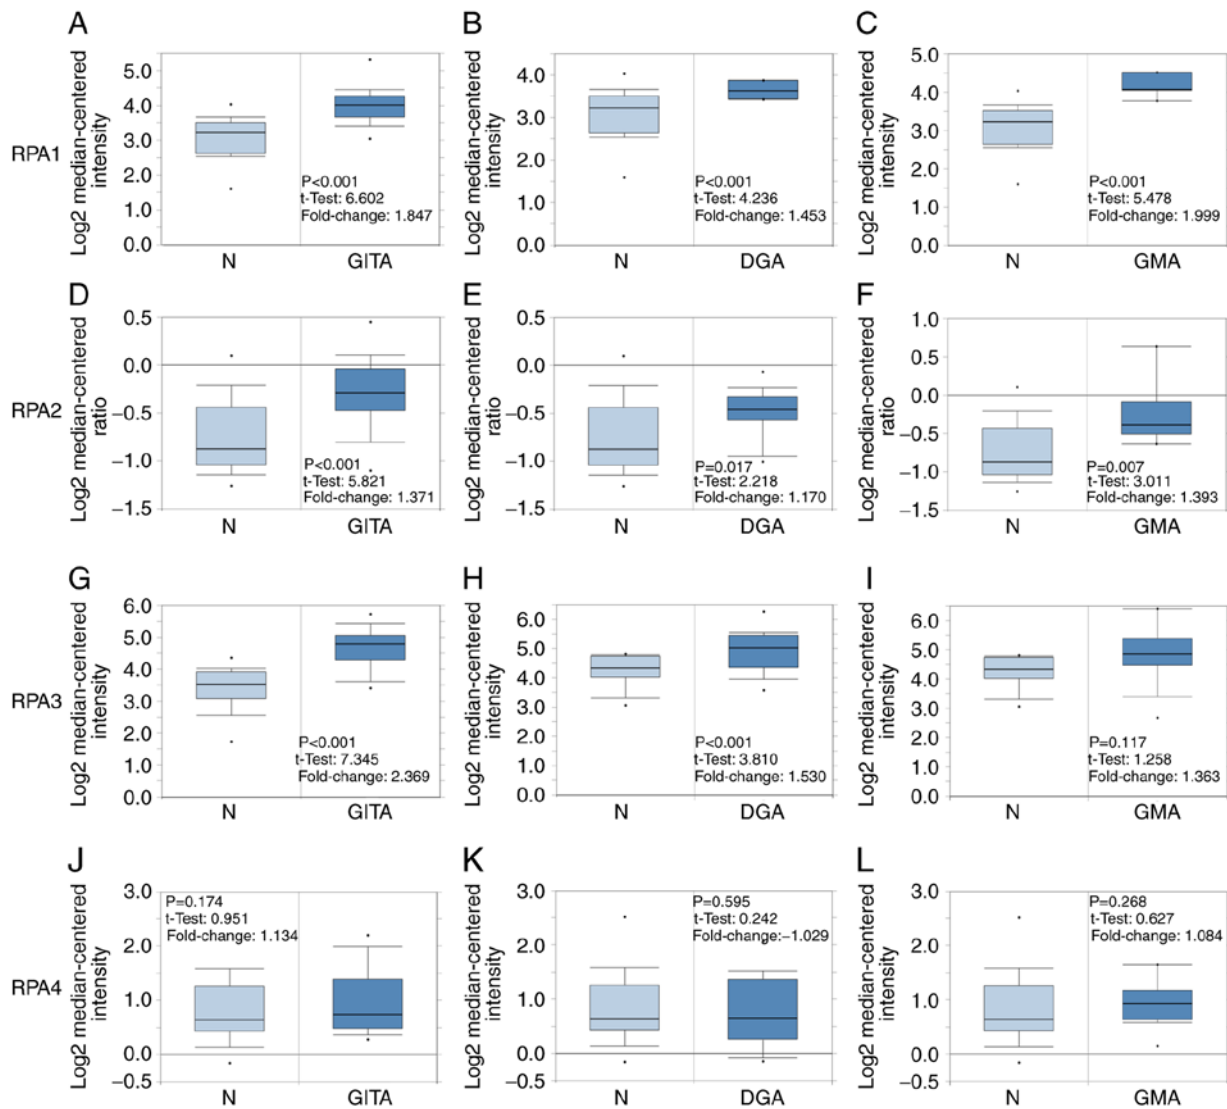 A
B
C
RPA1
Log2 median-centered
intensity
5.0
4.0
3.0
2.0
1.0
0.0
P<0.001
t-Test: 6.602
Fold-change: 1.847
N
GITA
Log2 median-centered
intensity
4.0
3.0
2.0
1.0
0.0
P<0.001
t-Test: 4.236
Fold-change: 1.453
N
DGA
Log2 median-centered
intensity
5.0
4.0
3.0
2.0
1.0
0.0
P<0.001
t-Test: 5.478
Fold-change: 1.999
N
GMA
D
E
F
RPA2
Log2 median-centered
ratio
0.5
0.0
−0.5
−1.0
−1.5
P<0.001
t-Test: 5.821
Fold-change: 1.371
N
GITA
Log2 median-centered
ratio
0.5
0.0
−0.5
−1.0
−1.5
P=0.017
t-Test: 2.218
Fold-change: 1.170
N
DGA
Log2 median-centered
ratio
1.0
0.5
0.0
−0.5
−1.0
−1.5
P=0.007
t-Test: 3.011
Fold-change: 1.393
N
GMA
G
H
I
RPA3
Log2 median-centered
intensity
6.0
5.0
4.0
3.0
2.0
1.0
0.0
P<0.001
t-Test: 7.345
Fold-change: 2.369
N
GITA
Log2 median-centered
intensity
6.0
5.0
4.0
3.0
2.0
1.0
0.0
P<0.001
t-Test: 3.810
Fold-change: 1.530
N
DGA
Log2 median-centered
intensity
6.0
5.0
4.0
3.0
2.0
1.0
0.0
P=0.117
t-Test: 1.258
Fold-change: 1.363
N
GMA
J
K
L
RPA4
Log2 median-centered
intensity
3.0
2.0
1.0
0.0
−0.5
P=0.174
t-Test: 0.951
Fold-change: 1.134
N
GITA
Log2 median-centered
intensity
3.0
2.0
1.0
0.0
−0.5
P=0.595
t-Test: 0.242
Fold-change:−1.029
N
DGA
Log2 median-centered
intensity
3.0
2.0
1.0
0.0
−0.5
P=0.268
t-Test: 0.627
Fold-change: 1.084
N
GMA